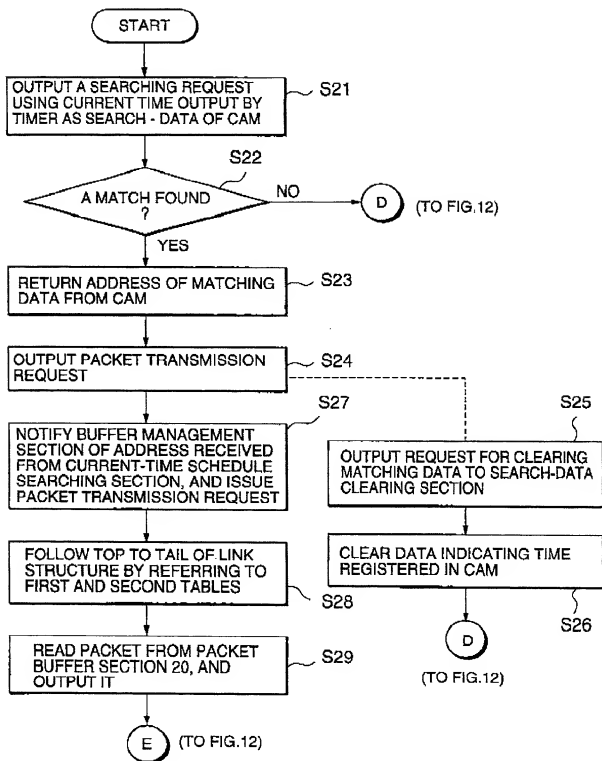 START
OUTPUT A SEARCHING REQUEST
USING CURRENT TIME OUTPUT BY
TIMER AS SEARCH - DATA OF CAM
S21
S22
A MATCH FOUND
?
NO
D
(TO FIG.12)
YES
RETURN ADDRESS OF MATCHING
DATA FROM CAM
S23
OUTPUT PACKET TRANSMISSION
REQUEST
S24
S27
NOTIFY BUFFER MANAGEMENT
SECTION OF ADDRESS RECEIVED
FROM CURRENT-TIME SCHEDULE
SEARCHING SECTION, AND ISSUE
PACKET TRANSMISSION REQUEST
S25
OUTPUT REQUEST FOR CLEARING
MATCHING DATA TO SEARCH-DATA
CLEARING SECTION
FOLLOW TOP TO TAIL OF LINK
STRUCTURE BY REFERRING TO
FIRST AND SECOND TABLES
S28
CLEAR DATA INDICATING TIME
REGISTERED IN CAM
S26
READ PACKET FROM PACKET
BUFFER SECTION 20, AND
OUTPUT IT
S29
D
(TO FIG.12)
E
(TO FIG.12)